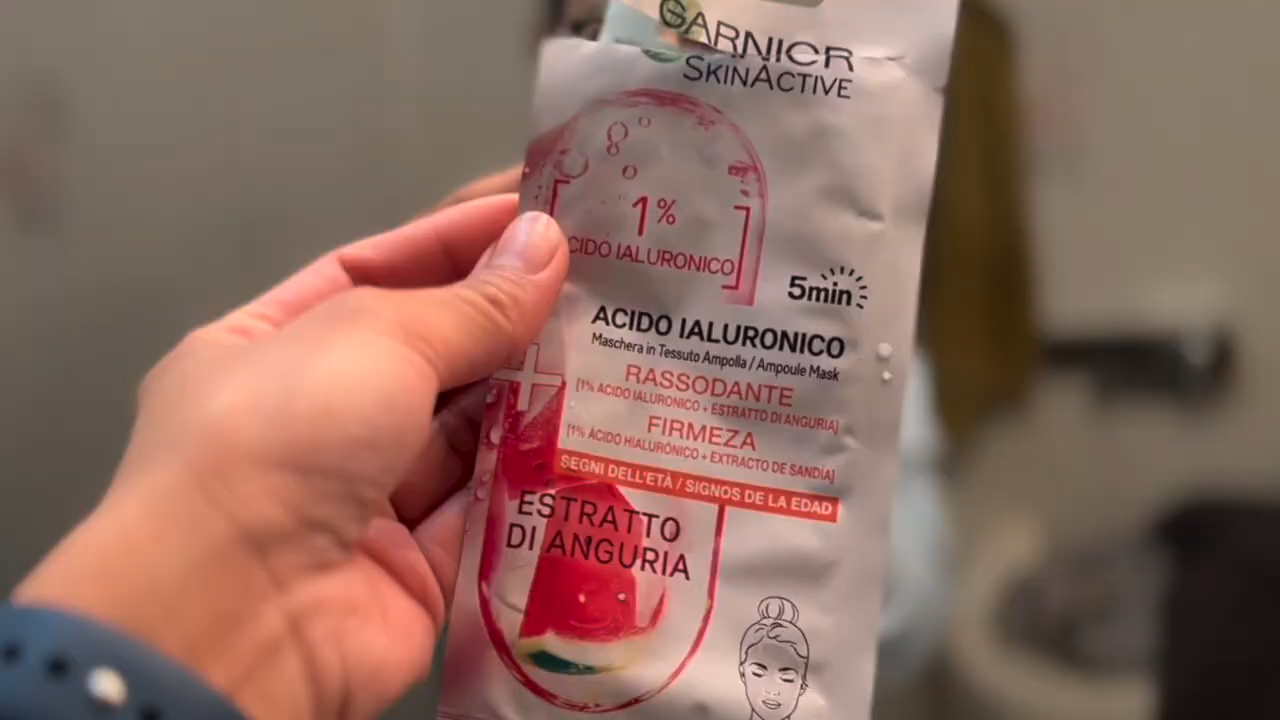 GARNIER
SKINACTIVE
1%
CIDO IALURONICO
5min
ACIDO IALURONICO
Maschera in Tessuto Ampolla / Ampoule Mask
RASSODANTE
[1% ACIDO IALURONICO + ESTRATTO DI ANGURIA]
FIRMEZA
[1% ÁCIDO HIALURÓNICO + EXTRACTO DE SANDÍA]
SEGNI DELL'ETÀ / SIGNOS DE LA EDAD
ESTRATTO
DI ANGURIA